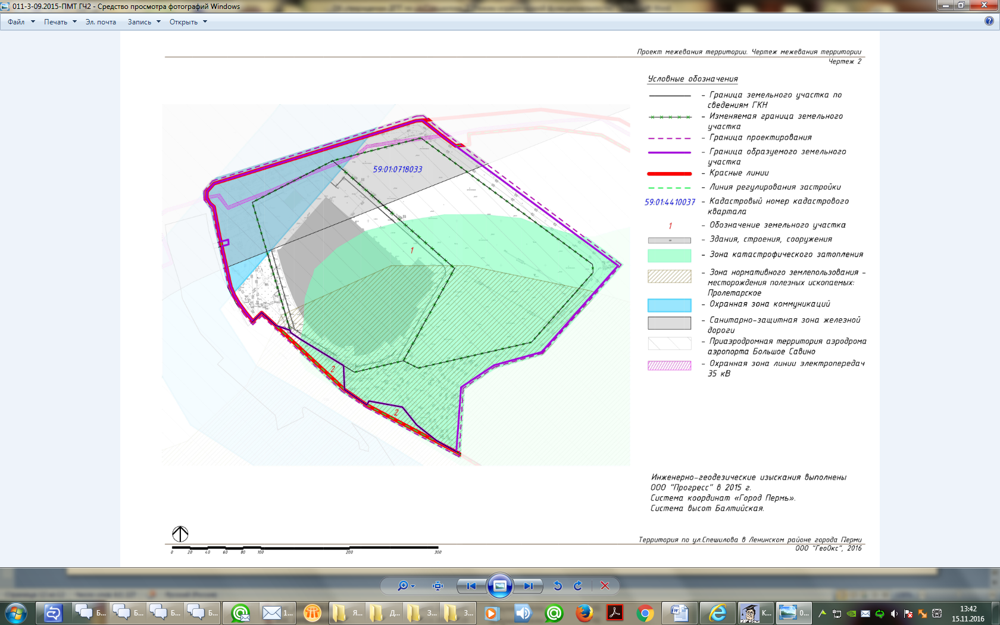 011-3-09.2015-ПМТ ГЧ2 - Средство просмотра фотографий Windows
Файл Печать Эл. почта Запись Открыть
Проект межевания территории. Чертеж межевания территории
Чертеж 2
Условные обозначения
- Граница земельного участка по
сведениям ГКН
- Изменяемая граница земельного
участка
- Граница проектирования
- Граница образуемого земельного
участка
- Красные линии
- Линия регулирования застройки
59:01:4410037 - Кадастровый номер кадастрового
квартала
1 - Обозначение земельного участка
- Здания, строения, сооружения
- Зона катастрофического затопления
- Зона нормативного землепользования -
месторождения полезных ископаемых:
Пролетарское
- Охранная зона коммуникаций
- Санитарно-защитная зона железной
дороги
- Приаэродромная территория аэродрома
аэропорта Большое Савино
- Охранная зона линии электропередач
35 кВ
59:01:0718033
1
2
2
Инженерно-геодезические изыскания выполнены
ООО "Прогресс" в 2015 г.
Система координат «Город Пермь».
Система высот Балтийская.
0 20 40 60 80 100 200 300
Территория по ул.Спешилова в Ленинском районе города Перми
ООО "ГеоОкс", 2016
Б... Б... Б... Б... 1... Я... Д... З... З... К... 0...
13:42
15.11.2016